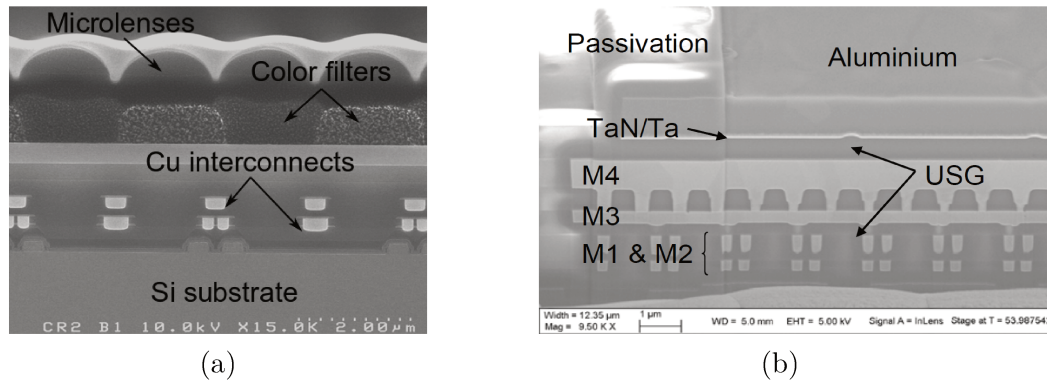 Microlenses
Color filters
Cu interconnects
Si substrate
CR2 B1 10.0kV X15.0K 2.00µm
(a)
Passivation
Aluminium
TaN/Ta
M4
USG
M3
M1 & M2
Width = 12.35 µm
Mag = 9.50 K X
1 µm
WD = 5.0 mm
EHT = 5.00 kV
Signal A = InLens
Stage at T = 53.98754
(b)